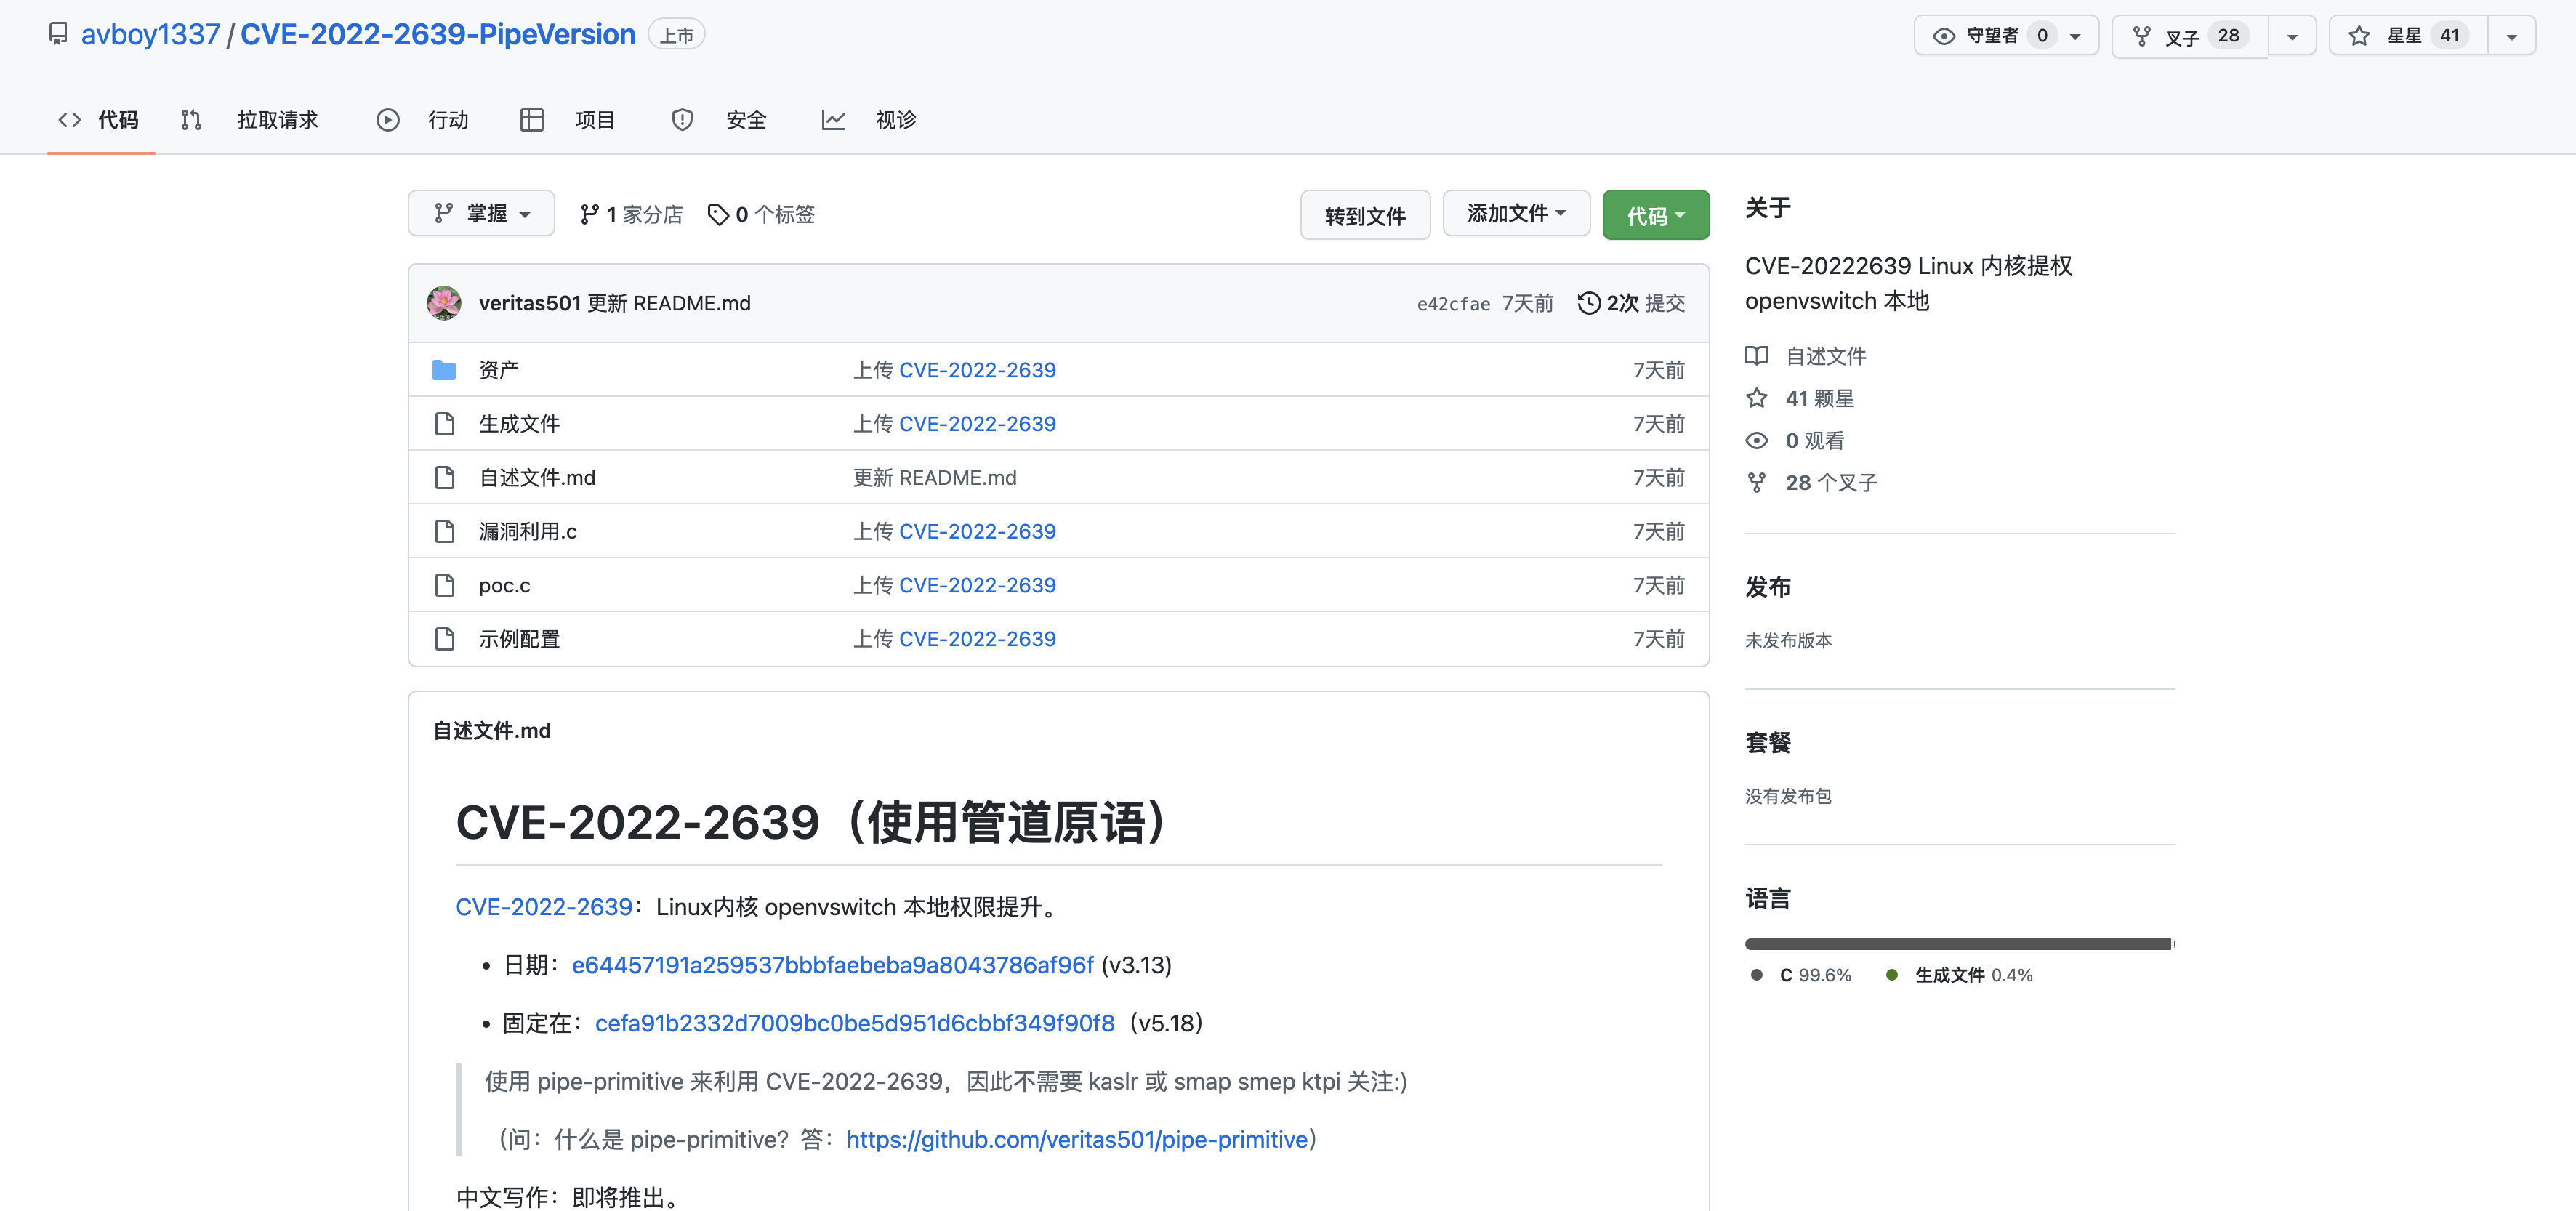 avboy1337 / CVE-2022-2639-PipeVersion 上市
守望者 0 叉子 28 星星 41
代码 拉取请求 行动 项目 安全 视诊
掌握 1 家分店 0 个标签 转到文件 添加文件 代码
veritas501 更新 README.md e42cfae 7天前 2次 提交
资产 上传 CVE-2022-2639 7天前
生成文件 上传 CVE-2022-2639 7天前
自述文件.md 更新 README.md 7天前
漏洞利用.c 上传 CVE-2022-2639 7天前
poc.c 上传 CVE-2022-2639 7天前
示例配置 上传 CVE-2022-2639 7天前
自述文件.md
CVE-2022-2639（使用管道原语）
CVE-2022-2639：Linux内核 openvswitch 本地权限提升。
• 日期：e64457191a259537bbbfaebeba9a8043786af96f (v3.13)
• 固定在：cefa91b2332d7009bc0be5d951d6cbbf349f90f8（v5.18）
使用 pipe-primitive 来利用 CVE-2022-2639，因此不需要 kaslr 或 smap smep ktpi 关注:)
（问：什么是 pipe-primitive？答：https://github.com/veritas501/pipe-primitive）
中文写作：即将推出。
关于
CVE-20222639 Linux 内核提权
openvswitch 本地
自述文件
41 颗星
0 观看
28 个叉子
发布
未发布版本
套餐
没有发布包
语言
C 99.6% 生成文件 0.4%